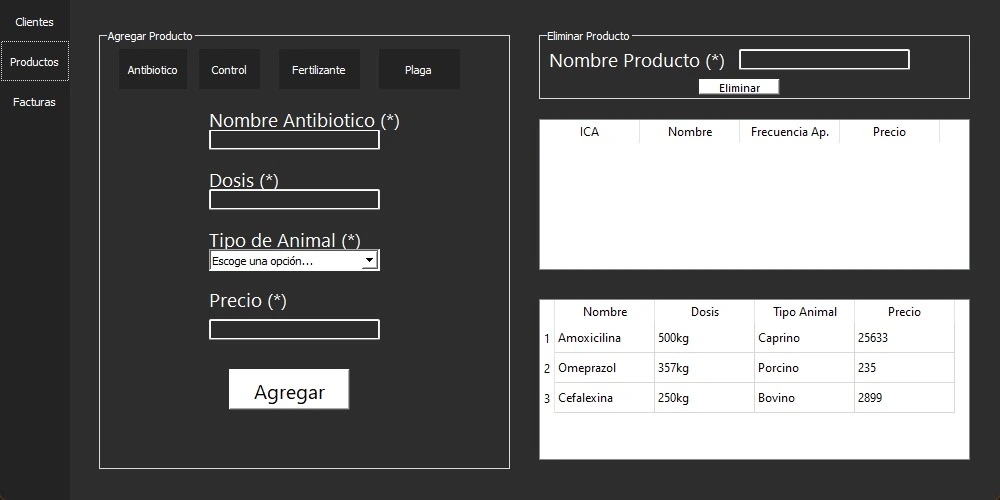 Clientes
Productos
Facturas
Agregar Producto
Antibiotico Control Fertilizante Plaga
Nombre Antibiotico (*)
Dosis (*)
Tipo de Animal (*)
Escoge una opción...
Precio (*)
Agregar
Eliminar Producto
Nombre Producto (*)
Eliminar
ICA Nombre Frecuencia Ap. Precio
Nombre Dosis Tipo Animal Precio
1 Amoxicilina 500kg Caprino 25633
2 Omeprazol 357kg Porcino 235
3 Cefalexina 250kg Bovino 2899